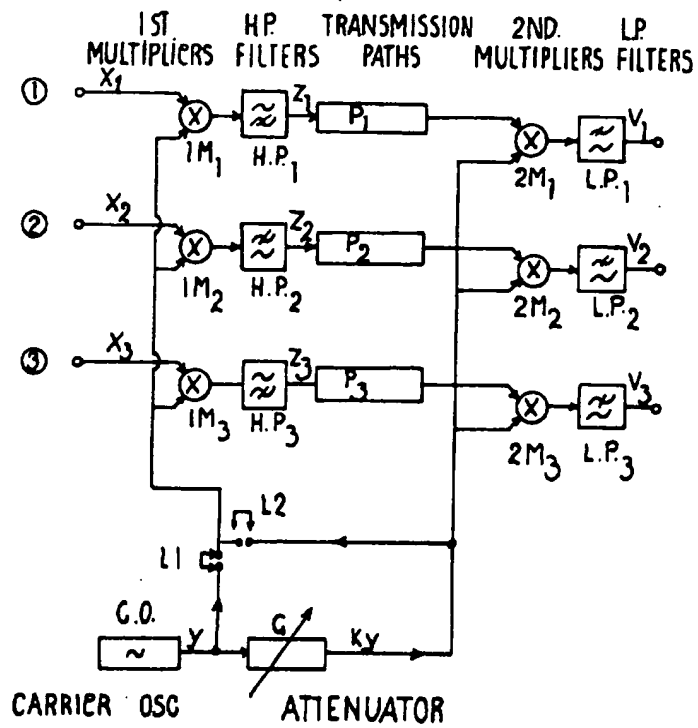 1ST MULTIPLIERS
H.P. FILTERS
TRANSMISSION PATHS
2ND. MULTIPLIERS
L.P. FILTERS
① X1 1M1 H.P.1 Z1 P1 2M1 L.P.1 V1
② X2 1M2 H.P.2 Z2 P2 2M2 L.P.2 V2
③ X3 1M3 H.P.3 Z3 P3 2M3 L.P.3 V3
L2
L1
C.O. y G Ky
CARRIER OSC ATTENUATOR